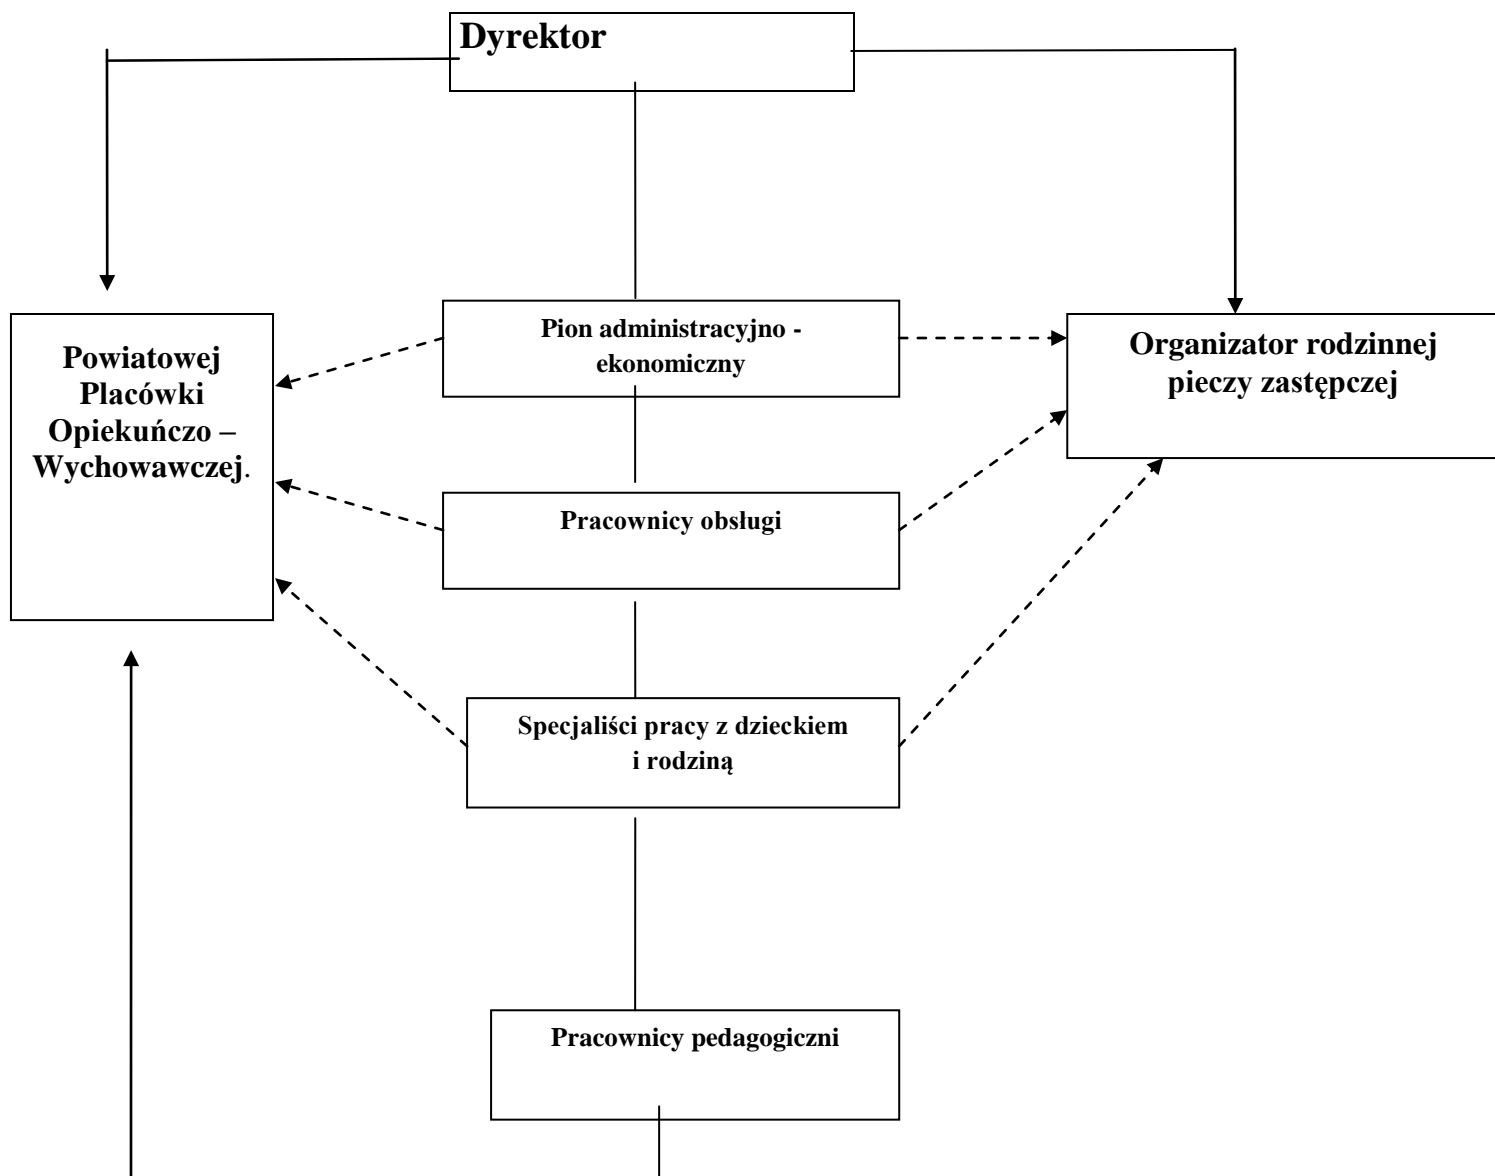 Dyrektor
Pion administracyjno -
ekonomiczny
Powiatowej
Placówki
Opiekuńczo –
Wychowawczej.
Organizator rodzinnej
pieczy zastępczej
Pracownicy obsługi
Specjaliści pracy z dzieckiem
i rodziną
Pracownicy pedagogiczni